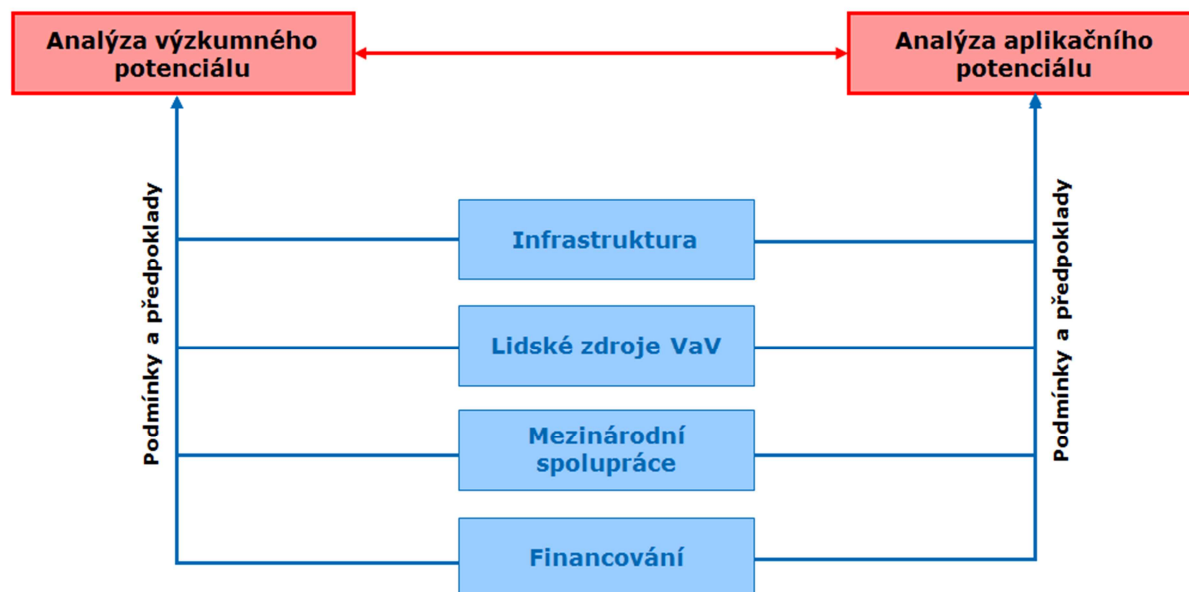 Analýza výzkumného
potenciálu
Analýza aplikačního
potenciálu
Podmínky a předpoklady
Infrastruktura
Lidské zdroje VaV
Mezinárodní
spolupráce
Financování
Podmínky a předpoklady